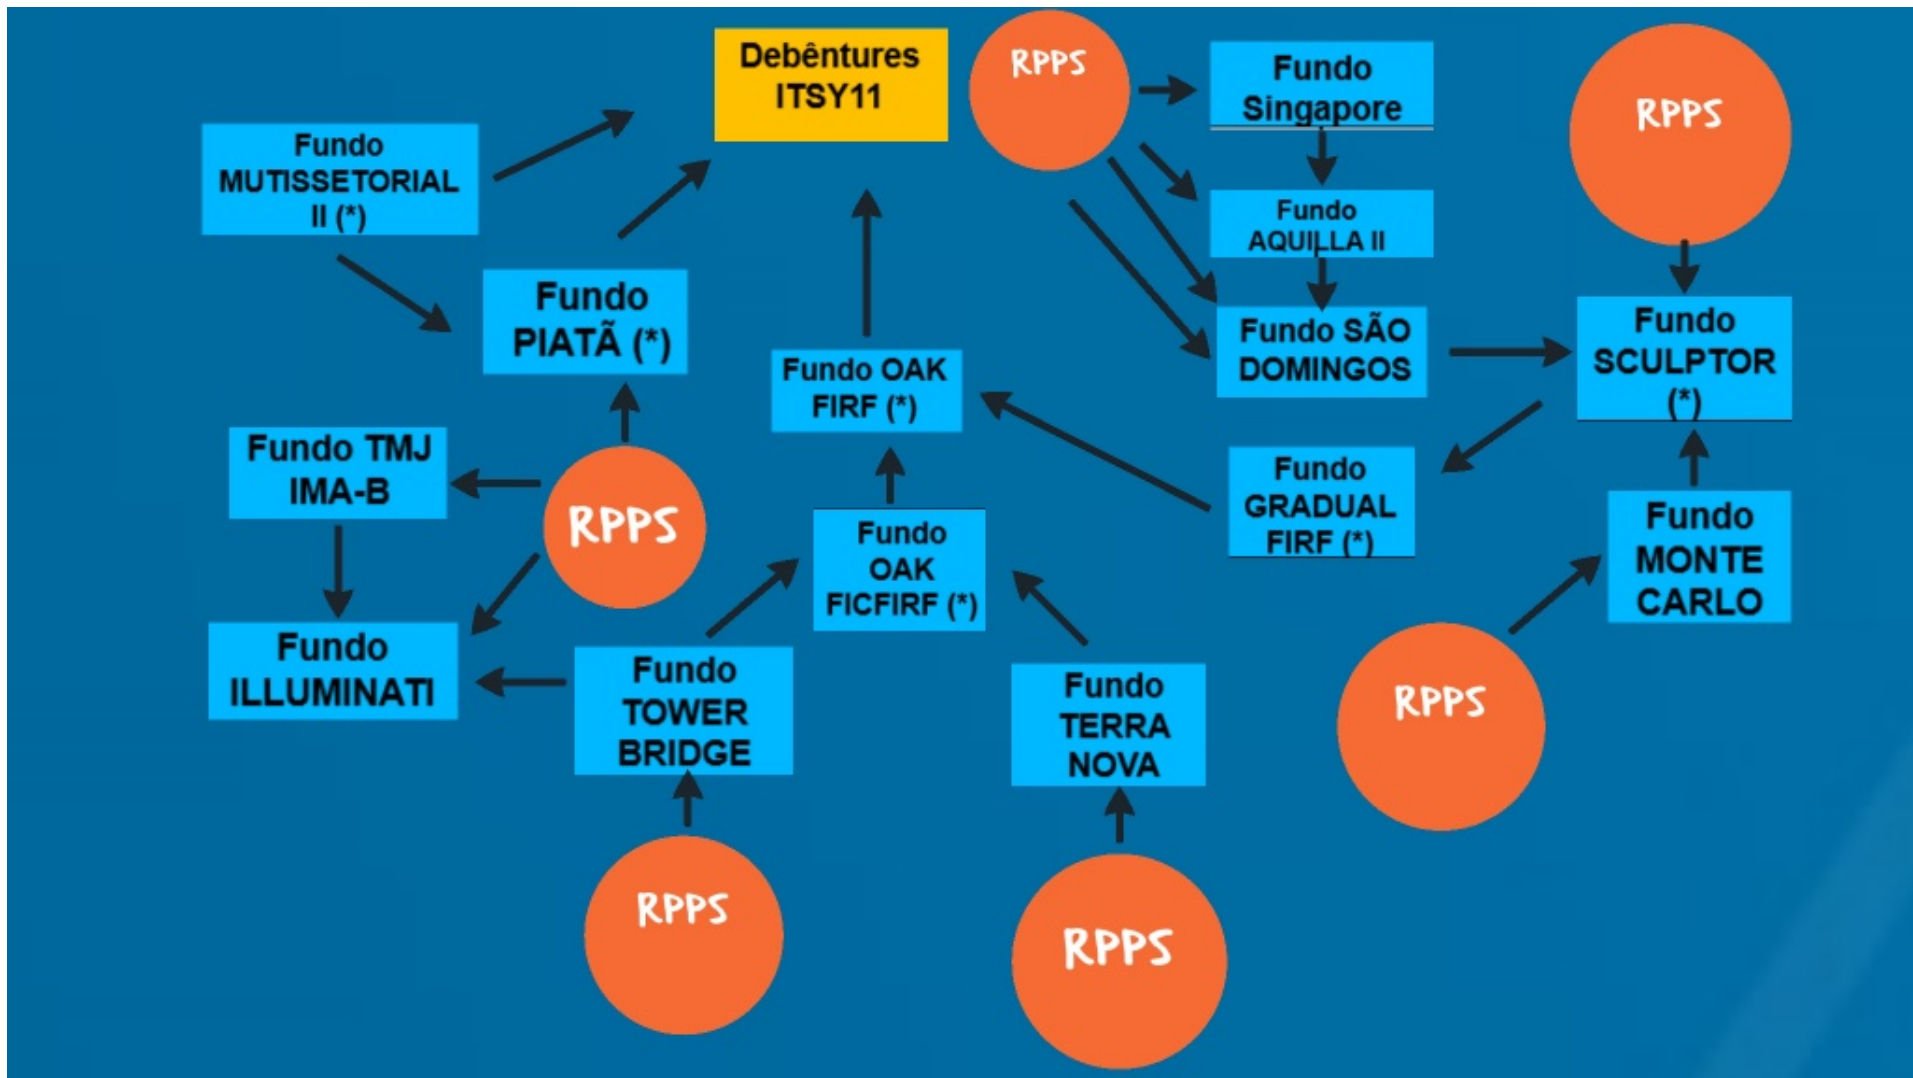 Debêntures
ITSY11
RPPS
Fundo
Singapore
RPPS
Fundo
MUTISSETORIAL
II (*)
Fundo
AQUILLA II
Fundo
PIATÃ (*)
Fundo SÃO
DOMINGOS
Fundo
SCULPTOR
(*)
Fundo OAK
FIRF (*)
Fundo TMJ
IMA-B
RPPS
Fundo
GRADUAL
FIRF (*)
Fundo
OAK
FICFIRF (*)
Fundo
MONTE
CARLO
Fundo
ILLUMINATI
Fundo
TOWER
BRIDGE
Fundo
TERRA
NOVA
RPPS
RPPS
RPPS